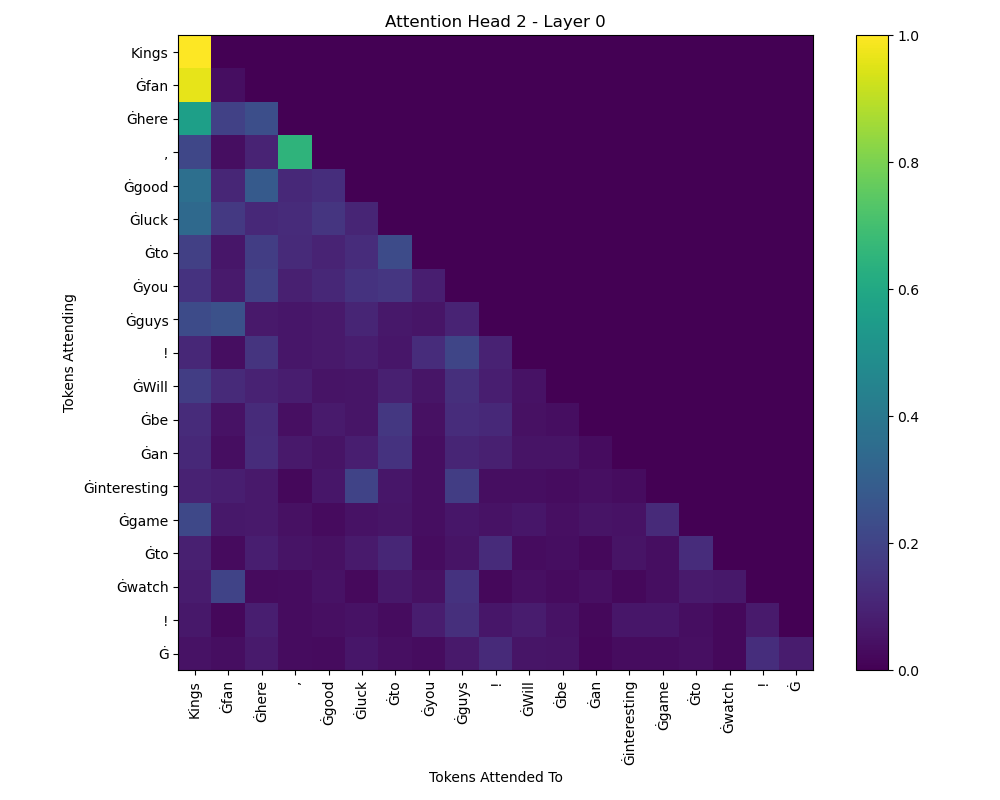 Attention Head 2 - Layer 0
Tokens Attending
Kings
Ġfan
Ġhere
,
Ġgood
Ġluck
Ġto
Ġyou
Ġguys
!
ĠWill
Ġbe
Ġan
Ġinteresting
Ġgame
Ġto
Ġwatch
!
Ġ
Kings
Ġfan
Ġhere
,
Ġgood
Ġluck
Ġto
Ġyou
Ġguys
!
ĠWill
Ġbe
Ġan
Ġinteresting
Ġgame
Ġto
Ġwatch
!
Ġ
Tokens Attended To
1.0
0.8
0.6
0.4
0.2
0.0